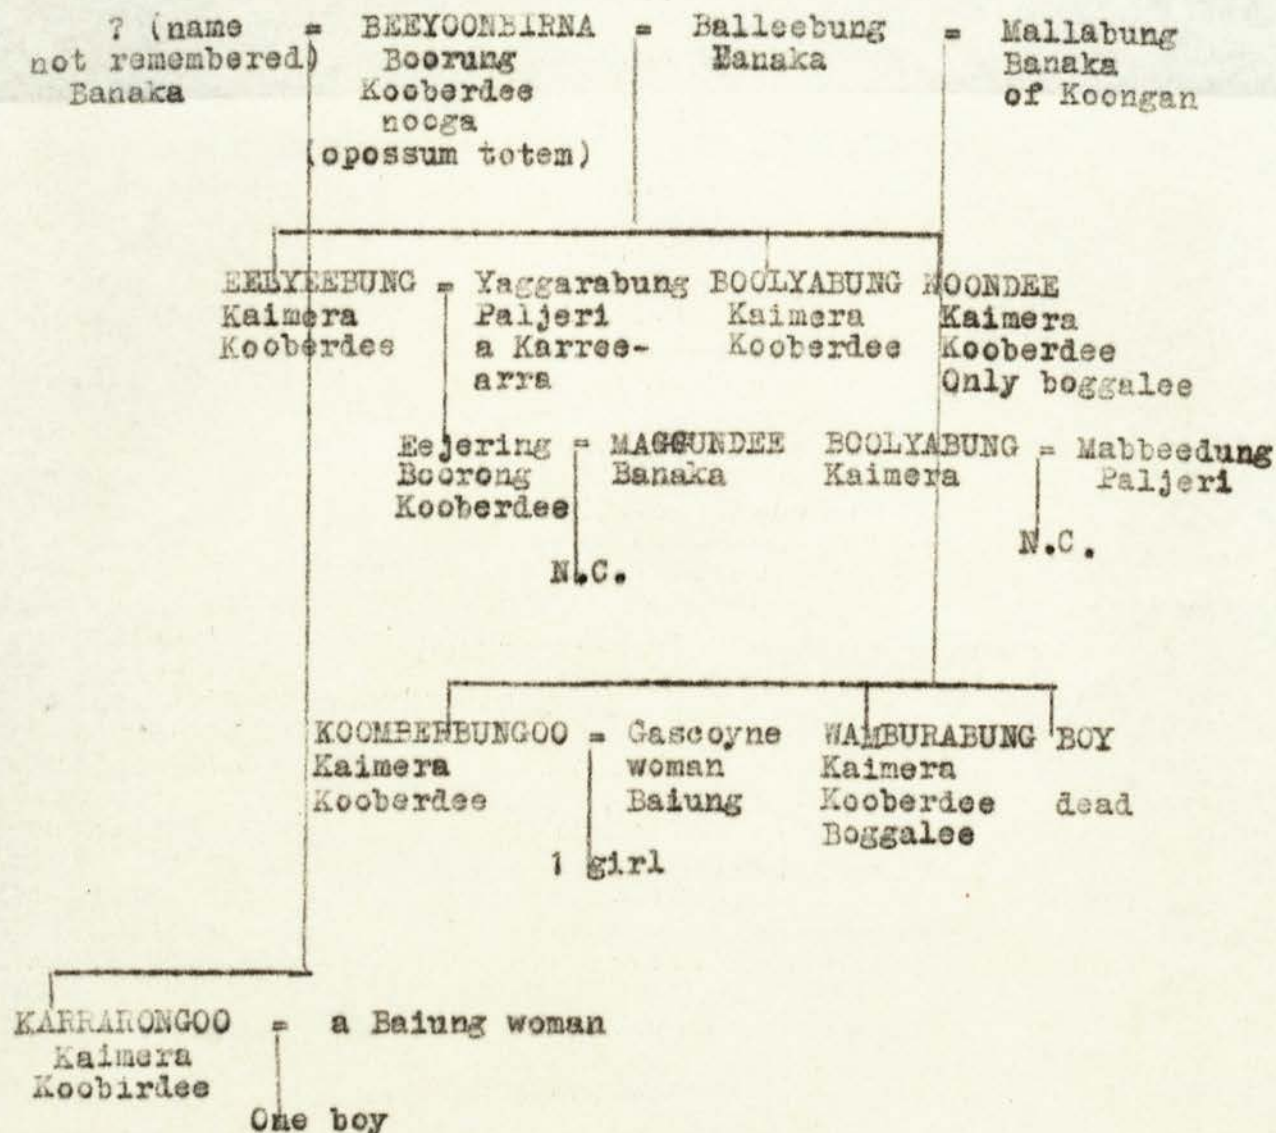 ? (name = BEEYOONBIRNA = Balleebung = Mallabung
not remembered) Boorung Banaka Banaka
Banaka Kooberdee of Koongan
nooga
(opossum totem)
EELYEEBUNG = Yaggarabung BOOLYABUNG KOONDEE
Kaimera Paljeri Kaimera Kaimera
Kooberdee a Karree- Kooberdee Kooberdee
arra Only boggalee
Eejering = MAGGUNDEE BOOLYABUNG = Mabbeedung
Boorong Banaka Kaimera Paljeri
Kooberdee
N.C.
N.C.
KOOMBERBUNGOO = Gascoyne WAMBURABUNG BOY
Kaimera woman Kaimera
Kooberdee Baiung Kooberdee dead
Boggalee
1 girl
KARRARONGOO = a Baiung woman
Kaimera
Koobirdee
One boy